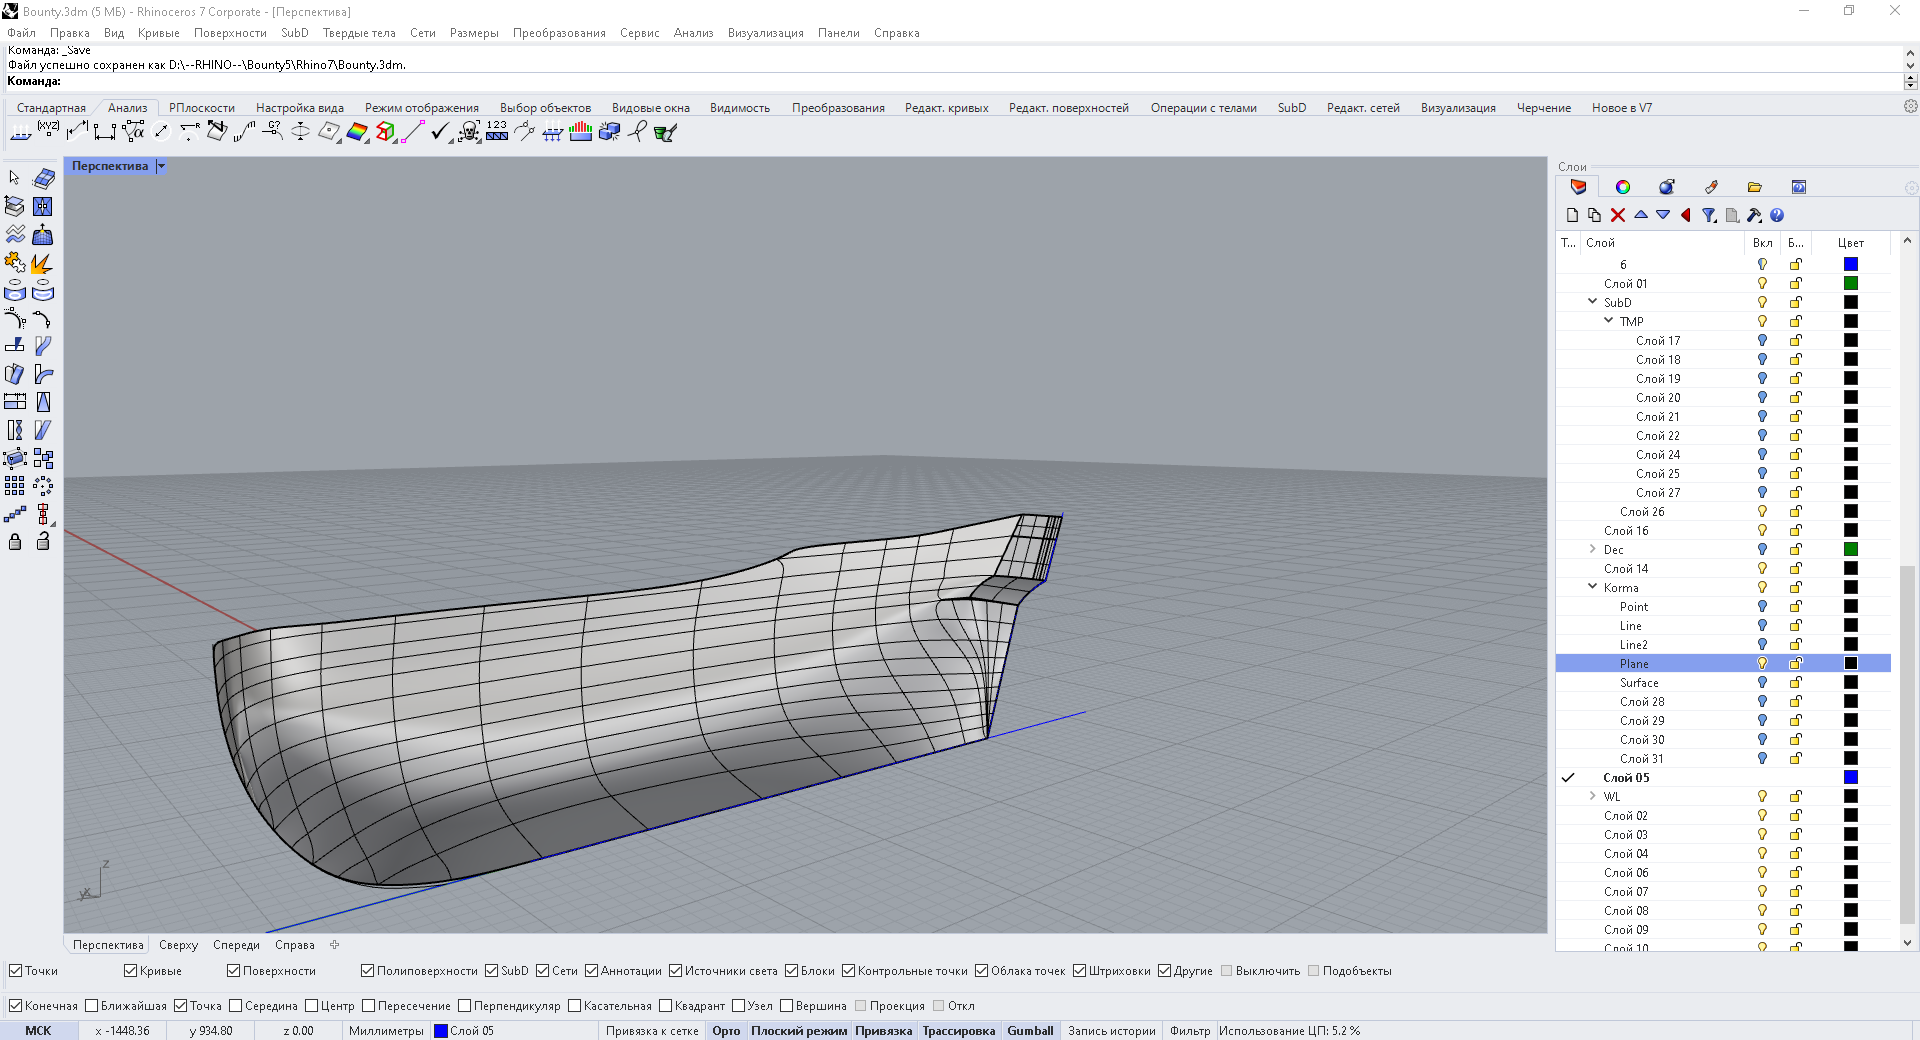 Bounty.3dm (5 МБ) - Rhinoceros 7 Corporate - [Перспектива]
Файл Правка Вид Кривые Поверхности SubD Твердые тела Сети Размеры Преобразования Сервис Анализ Визуализация Панели Справка
Команда: _Save
Файл успешно сохранен как D:\--RHINO--\Bounty5\Rhino7\Bounty.3dm.
Команда:
Стандартная Анализ РПлоскости Настройка вида Режим отображения Выбор объектов Видовые окна Видимость Преобразования Редакт. кривых Редакт. поверхностей Операции с телами SubD Редакт. сетей Визуализация Черчение Новое в V7
Перспектива
Слои
Т... Слой Вкл Б... Цвет
6
Слой 01
SubD
TMP
Слой 17
Слой 18
Слой 19
Слой 20
Слой 21
Слой 22
Слой 24
Слой 25
Слой 27
Слой 26
Слой 16
Dec
Слой 14
Korma
Point
Line
Line2
Plane
Surface
Слой 28
Слой 29
Слой 30
Слой 31
Слой 05
WL
Слой 02
Слой 03
Слой 04
Слой 06
Слой 07
Слой 08
Слой 09
Слой 10
z
y x
Перспектива Сверху Спереди Справа
Точки Кривые Поверхности Полиповерхности SubD Сети Аннотации Источники света Блоки Контрольные точки Облака точек Штриховки Другие Выключить Подобъекты
Конечная Ближайшая Точка Середина Центр Пересечение Перпендикуляр Касательная Квадрант Узел Вершина Проекция Откл
МСК x -1448.36 y 934.80 z 0.00 Миллиметры Слой 05 Привязка к сетке Орто Плоский режим Привязка Трассировка Gumball Запись истории Фильтр Использование ЦП: 5.2 %